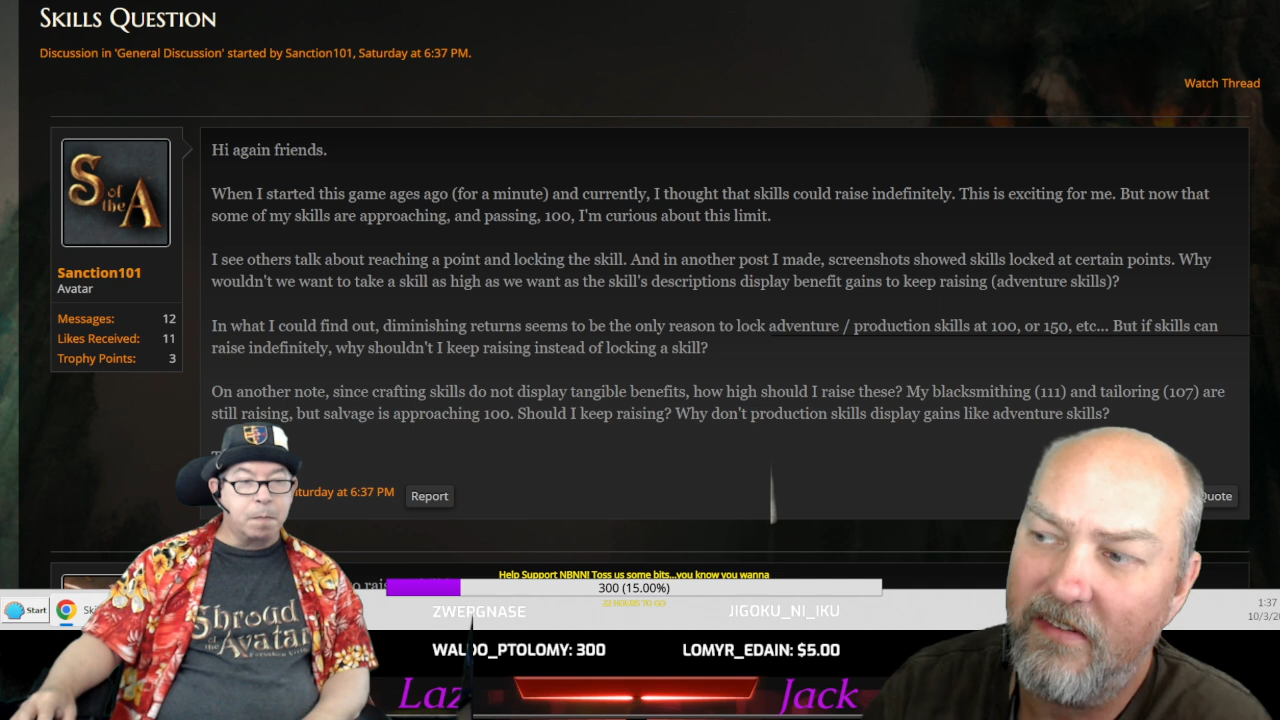 Skills Question
Discussion in 'General Discussion' started by Sanction101, Saturday at 6:37 PM.
Watch Thread
S of the A
Sanction101
Avatar
Messages: 12
Likes Received: 11
Trophy Points: 3
Hi again friends.
When I started this game ages ago (for a minute) and currently, I thought that skills could raise indefinitely. This is exciting for me. But now that
some of my skills are approaching, and passing, 100, I'm curious about this limit.
I see others talk about reaching a point and locking the skill. And in another post I made, screenshots showed skills locked at certain points. Why
wouldn't we want to take a skill as high as we want as the skill's descriptions display benefit gains to keep raising (adventure skills)?
In what I could find out, diminishing returns seems to be the only reason to lock adventure / production skills at 100, or 150, etc... But if skills can
raise indefinitely, why shouldn't I keep raising instead of locking a skill?
On another note, since crafting skills do not display tangible benefits, how high should I raise these? My blacksmithing (111) and tailoring (107) are
still raising, but salvage is approaching 100. Should I keep raising? Why don't production skills display gains like adventure skills?
at 6:37 PM
Report
Help Support NBNN! Toss us some bits...you know you wanna
300 (15.00%)
22 HOURS TO GO
Start
1:37
ZWERGNASE
JIGOKU_NI_IKU
Shroud of the Avatar
WALDO_PTOLOMY: 300
LOMYR_EDAIN: $5.00
Jack